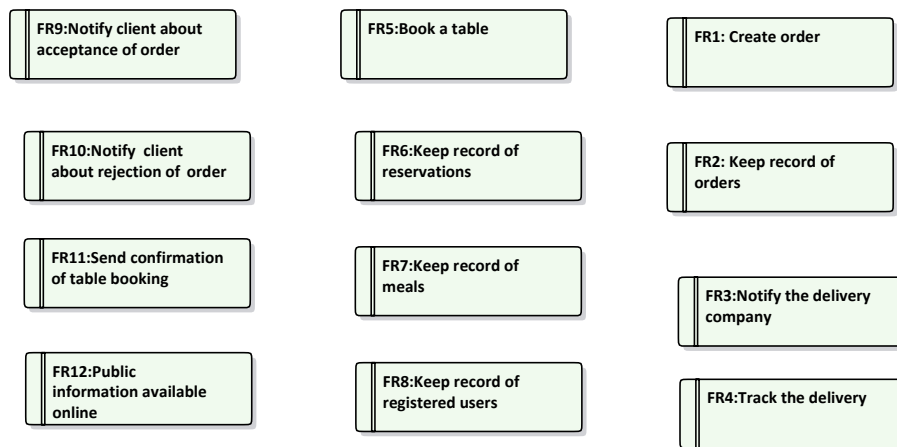 FR9:Notify client about
acceptance of order
FR5:Book a table
FR1: Create order
FR10:Notify client
about rejection of order
FR6:Keep record of
reservations
FR2: Keep record of
orders
FR11:Send confirmation
of table booking
FR7:Keep record of
meals
FR3:Notify the delivery
company
FR12:Public
information available
online
FR8:Keep record of
registered users
FR4:Track the delivery